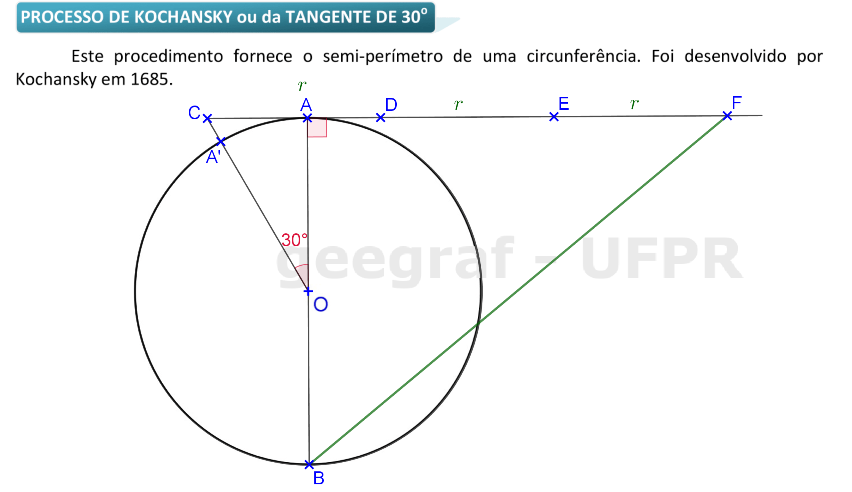 PROCESSO DE KOCHANSKY ou da TANGENTE DE 30º
Este procedimento fornece o semi-perímetro de uma circunferência. Foi desenvolvido por
Kochansky em 1685.
r
C A D r E r F
A'
30°
geegraf - UFPR
O
B